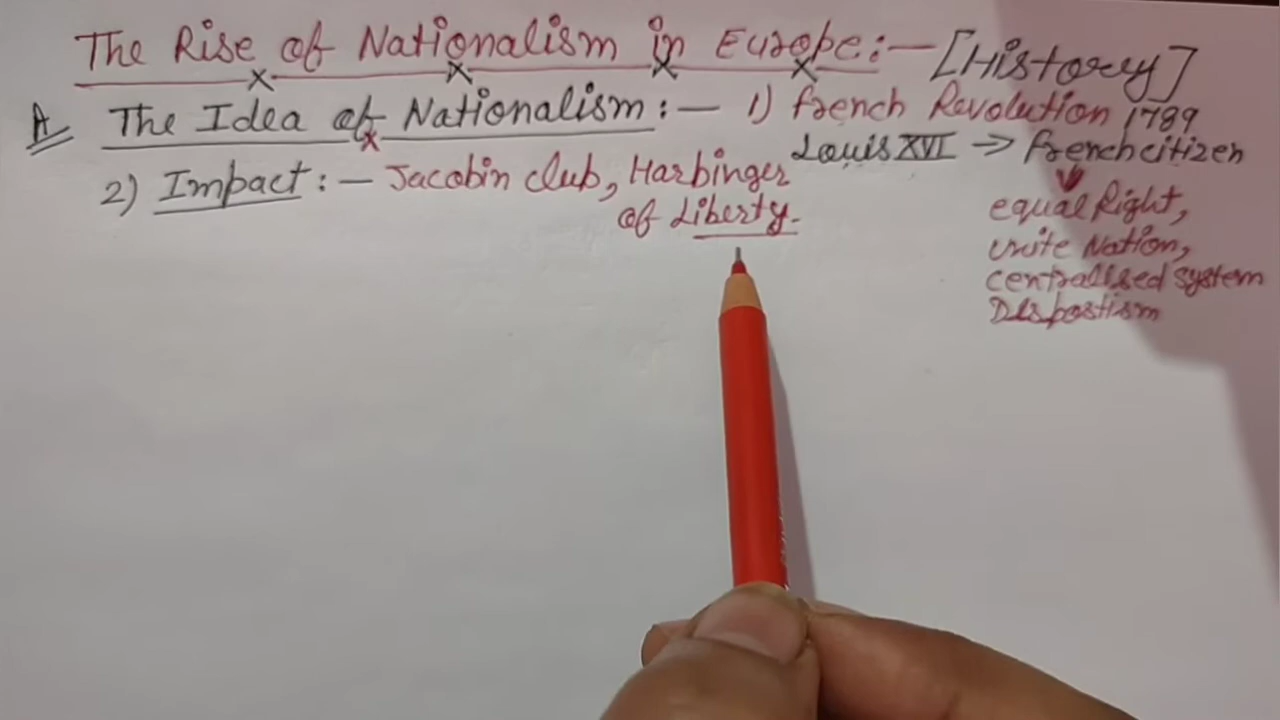 The Rise of Nationalism in Europe:— [History]
A The Idea of Nationalism:— 1) French Revolution 1789
Louis XVI → french citizen
2) Impact:— Jacobin club, Harbinger
of Liberty.
equal Right,
unite Nation,
centralised system
Despostism